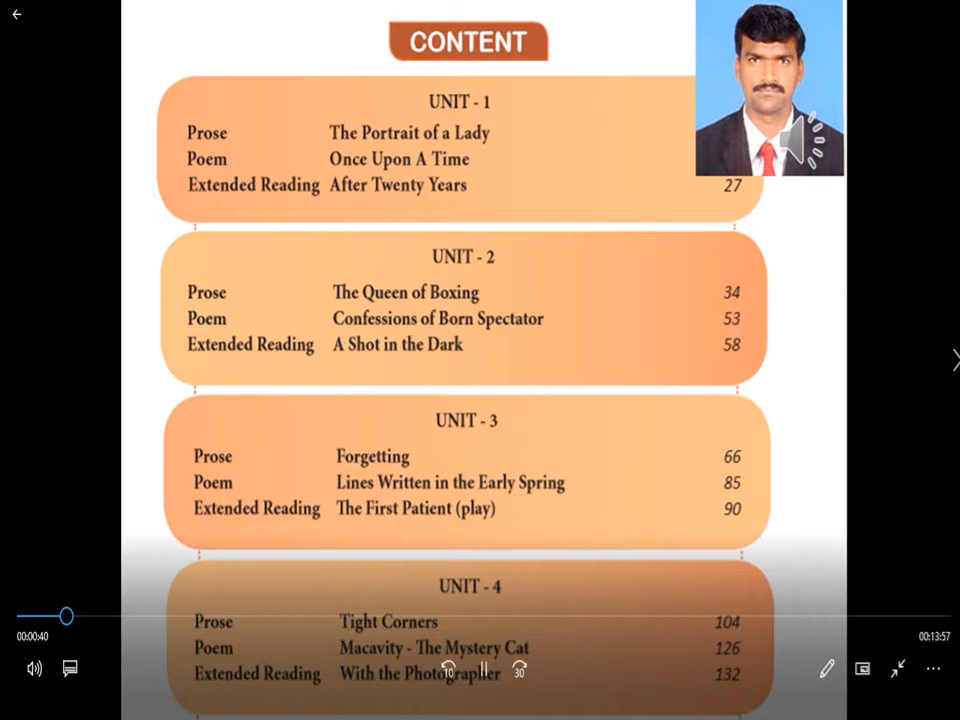 CONTENT
UNIT - 1
Prose The Portrait of a Lady
Poem Once Upon A Time
Extended Reading After Twenty Years 27
UNIT - 2
Prose The Queen of Boxing 34
Poem Confessions of Born Spectator 53
Extended Reading A Shot in the Dark 58
UNIT - 3
Prose Forgetting 66
Poem Lines Written in the Early Spring 85
Extended Reading The First Patient (play) 90
UNIT - 4
Prose Tight Corners 104
00:00:40 00:13:57
Poem Macavity - The Mystery Cat 126
10 30
Extended Reading With the Photographer 132